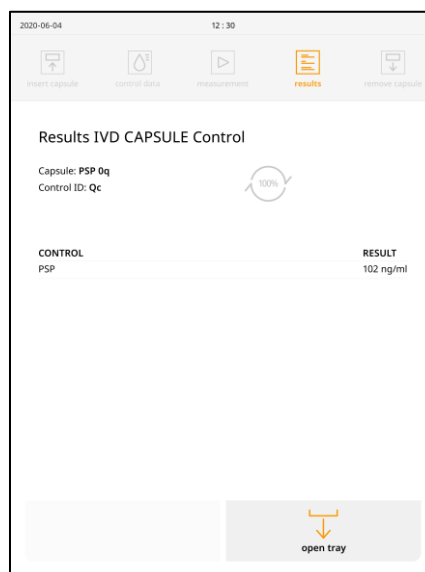 2020-06-04 12 : 30
insert capsule control data measurement results remove capsule
Results IVD CAPSULE Control
Capsule: PSP 0q
Control ID: Qc
100%
CONTROL RESULT
PSP 102 ng/ml
open tray